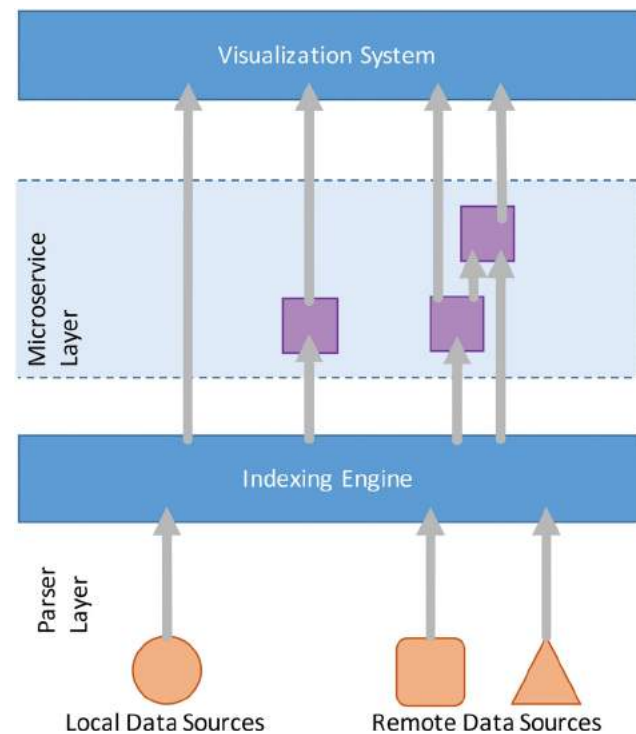 Visualization System
Microservice
Layer
Indexing Engine
Parser
Layer
Local Data Sources
Remote Data Sources